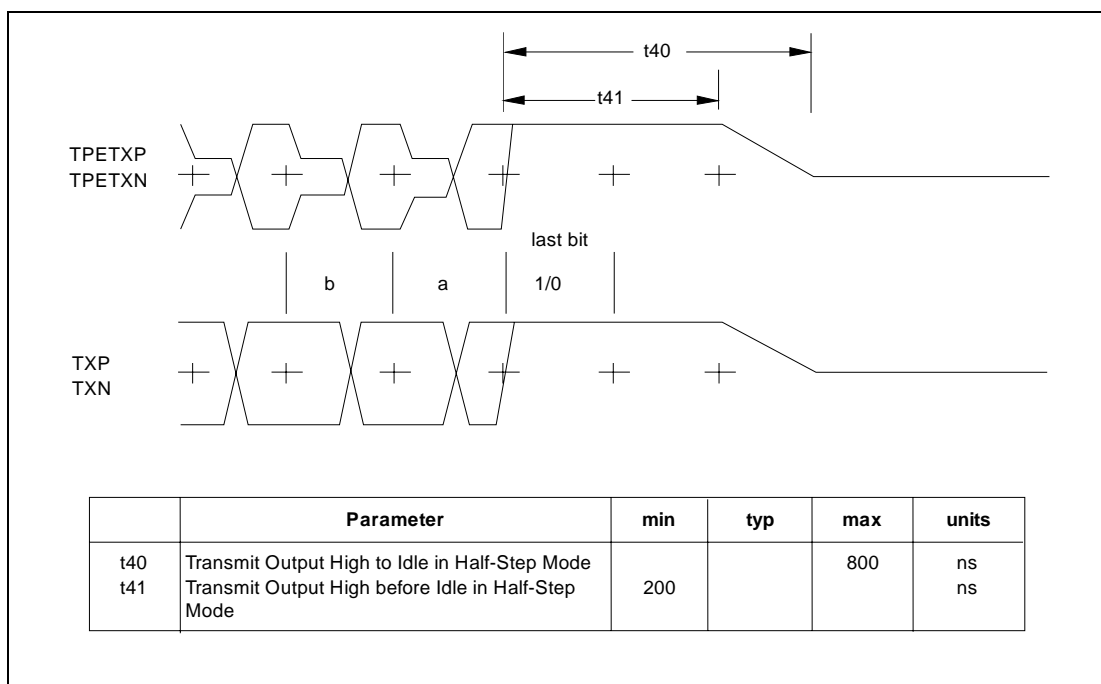 t40
t41
TPETXP
TPETXN
last bit
b a 1/0
TXP
TXN
Parameter min typ max units
t40 Transmit Output High to Idle in Half-Step Mode 800 ns
t41 Transmit Output High before Idle in Half-Step 200 ns
Mode